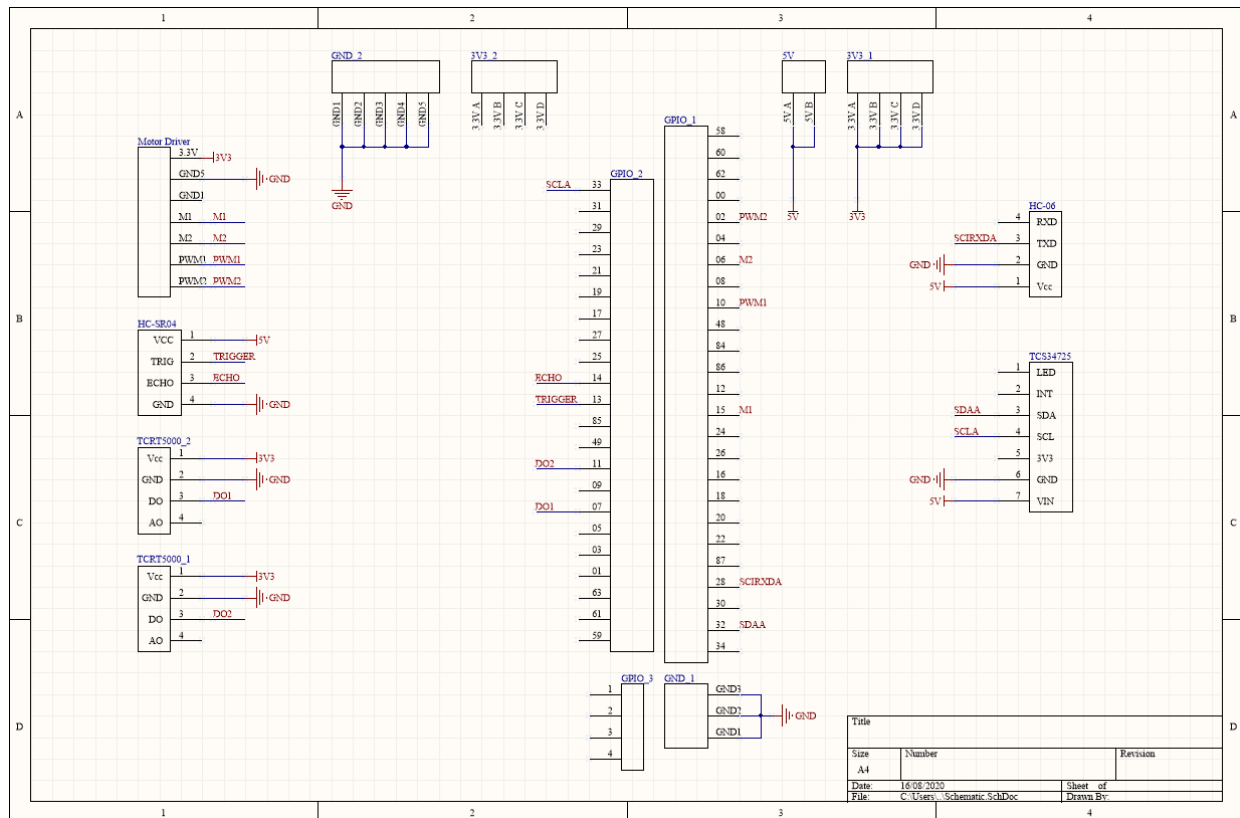 1 2 3 4
A
B
C
D
A
B
C
D
GND_2
GND1
GND2
GND3
GND4
GND5
GND
3V3_2
3.3V A
3.3V B
3.3V C
3.3V D
5V
5V A
5V B
5V
3V3_1
3.3V A
3.3V B
3.3V C
3.3V D
3V3
Motor Driver
3.3V 3V3
GND5 GND
GND1
M1 M1
M2 M2
PWM1 PWM1
PWM2 PWM2
HC-SR04
VCC 1 5V
TRIG 2 TRIGGER
ECHO 3 ECHO
GND 4 GND
TCRT5000_2
Vcc 1 3V3
GND 2 GND
DO 3 DO1
AO 4
TCRT5000_1
Vcc 1 3V3
GND 2 GND
DO 3 DO2
AO 4
GPIO_2
SCLA 33
31
29
23
21
19
17
27
25
ECHO 14
TRIGGER 13
85
49
DO2 11
09
DO1 07
05
03
01
63
61
59
GPIO_1
58
60
62
00
02 PWM2
04
06 M2
08
10 PWM1
48
84
86
12
15 M1
24
26
16
18
20
22
87
28 SCIRXDA
30
32 SDAA
34
GPIO_3
1
2
3
4
GND_1
GND3
GND2 GND
GND1
HC-06
4 RXD
SCIRXDA 3 TXD
GND 2 GND
5V 1 Vcc
TCS34725
1 LED
2 INT
SDAA 3 SDA
SCLA 4 SCL
5 3V3
GND 6 GND
5V 7 VIN
Title
Size Number Revision
A4
Date: 16/08/2020 Sheet of
File: C:\Users\..\Schematic.SchDoc Drawn By:
1 2 3 4